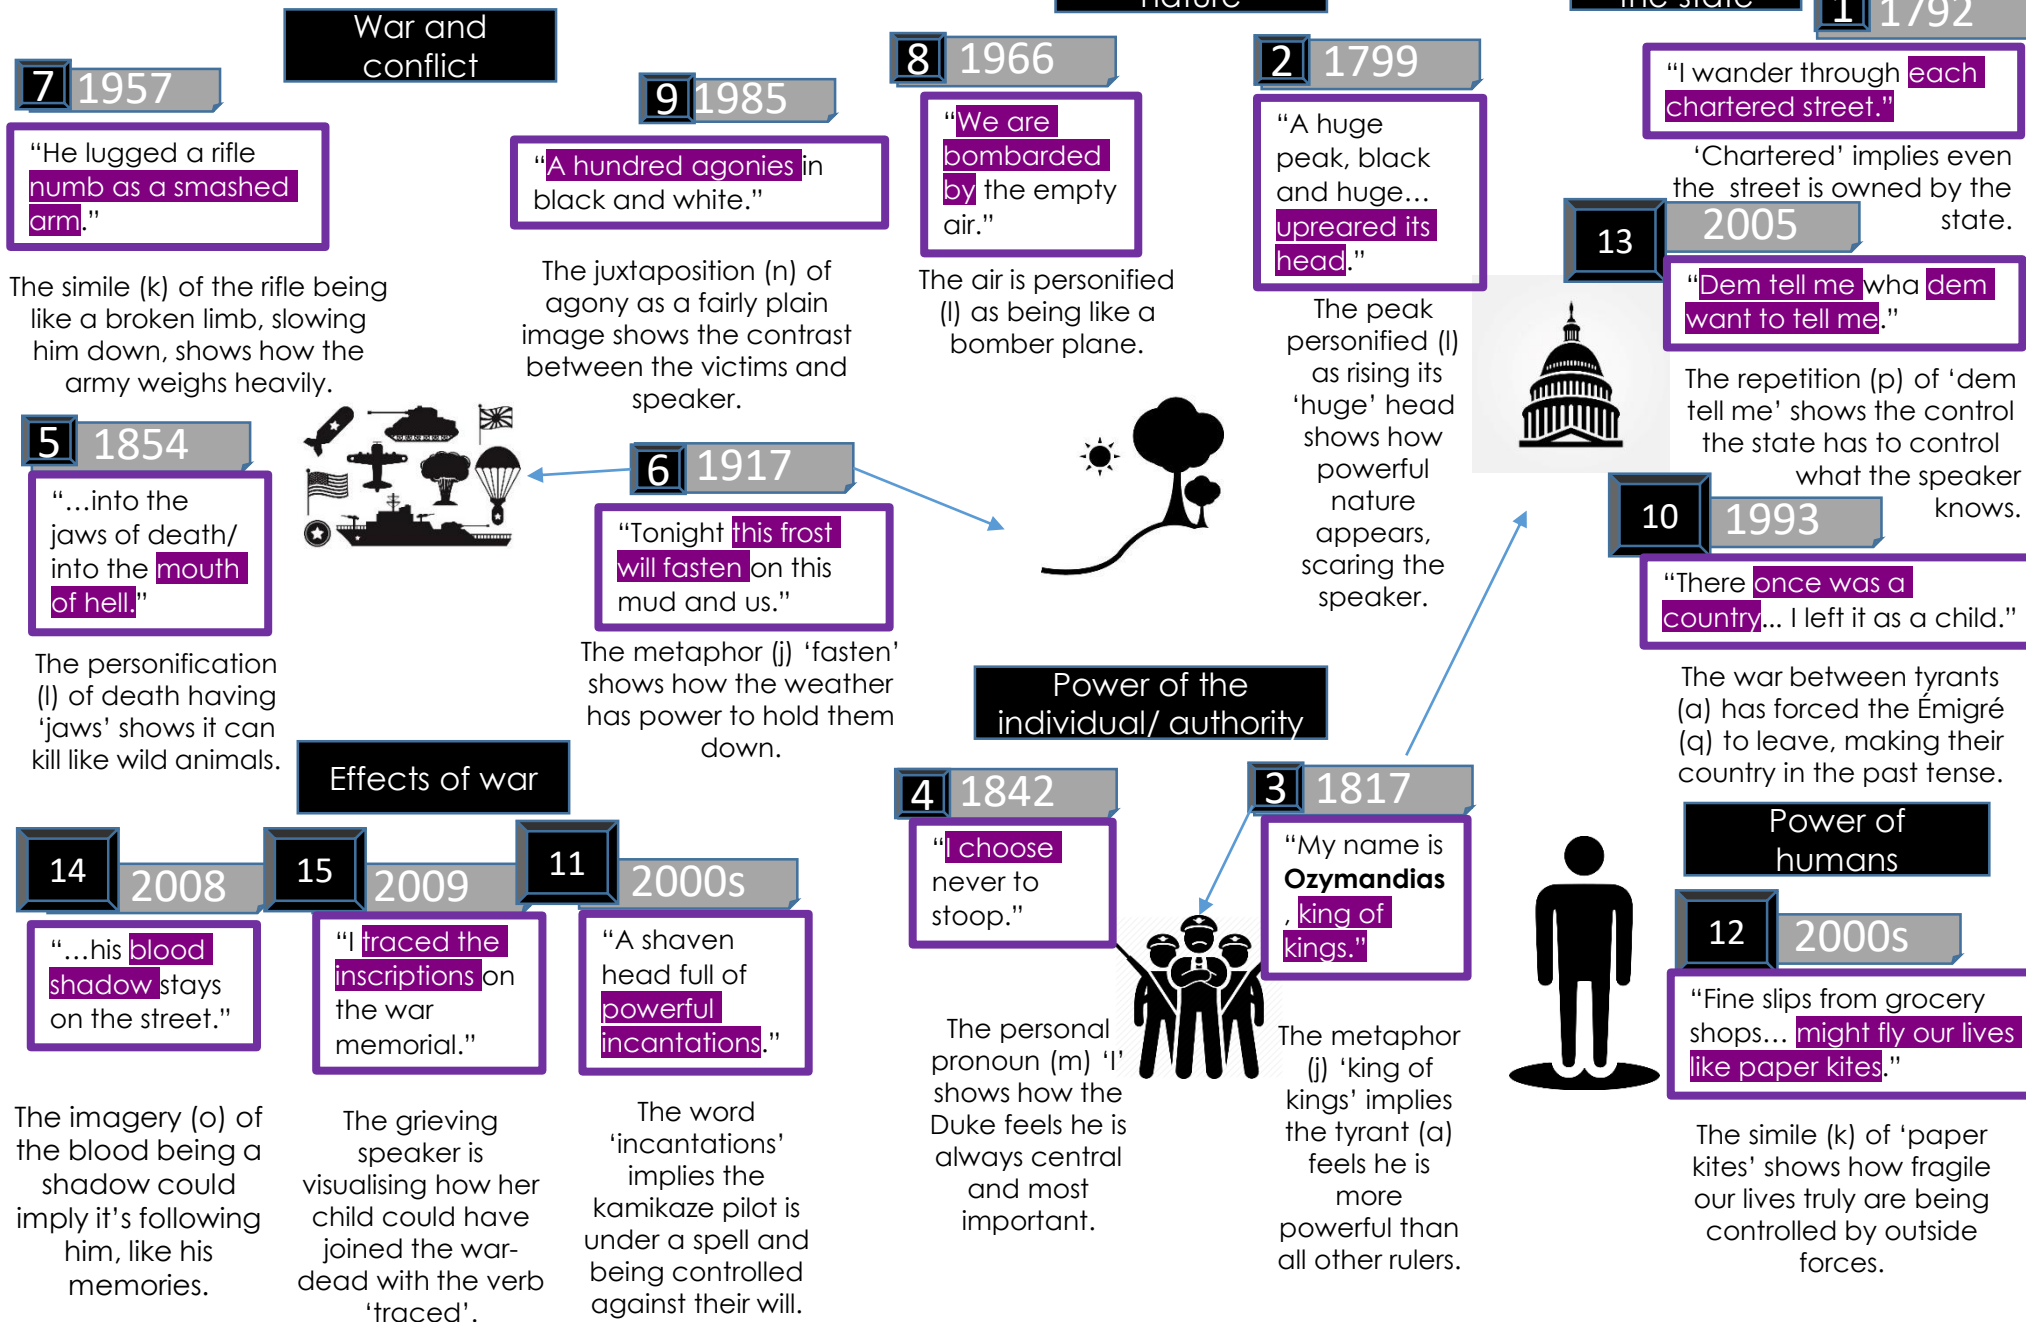 War and
conflict
nature
the state
7 1957
“He lugged a rifle
numb as a smashed
arm.”
The simile (k) of the rifle being
like a broken limb, slowing
him down, shows how the
army weighs heavily.
9 1985
“A hundred agonies in
black and white.”
The juxtaposition (n) of
agony as a fairly plain
image shows the contrast
between the victims and
speaker.
8 1966
“We are
bombarded
by the empty
air.”
The air is personified
(l) as being like a
bomber plane.
2 1799
“A huge
peak, black
and huge…
upreared its
head.”
The peak
personified (l)
as rising its
‘huge’ head
shows how
powerful
nature
appears,
scaring the
speaker.
1 1792
“I wander through each
chartered street.”
‘Chartered’ implies even
the street is owned by the
state.
13 2005
“Dem tell me wha dem
want to tell me.”
The repetition (p) of ‘dem
tell me’ shows the control
the state has to control
what the speaker
knows.
5 1854
“…into the
jaws of death/
into the mouth
of hell.”
The personification
(l) of death having
‘jaws’ shows it can
kill like wild animals.
6 1917
“Tonight this frost
will fasten on this
mud and us.”
The metaphor (j) ‘fasten’
shows how the weather
has power to hold them
down.
10 1993
“There once was a
country... I left it as a child.”
The war between tyrants
(a) has forced the Émigré
(q) to leave, making their
country in the past tense.
Effects of war
14 2008
“…his blood
shadow stays
on the street.”
The imagery (o) of
the blood being a
shadow could
imply it’s following
him, like his
memories.
15 2009
“I traced the
inscriptions on
the war
memorial.”
The grieving
speaker is
visualising how her
child could have
joined the war-
dead with the verb
‘traced’.
11 2000s
“A shaven
head full of
powerful
incantations.”
The word
‘incantations’
implies the
kamikaze pilot is
under a spell and
being controlled
against their will.
Power of the
individual/ authority
4 1842
“I choose
never to
stoop.”
The personal
pronoun (m) ‘I’
shows how the
Duke feels he is
always central
and most
important.
3 1817
“My name is
Ozymandias
, king of
kings.”
The metaphor
(j) ‘king of
kings’ implies
the tyrant (a)
feels he is
more
powerful than
all other rulers.
Power of
humans
12 2000s
“Fine slips from grocery
shops… might fly our lives
like paper kites.”
The simile (k) of ‘paper
kites’ shows how fragile
our lives truly are being
controlled by outside
forces.